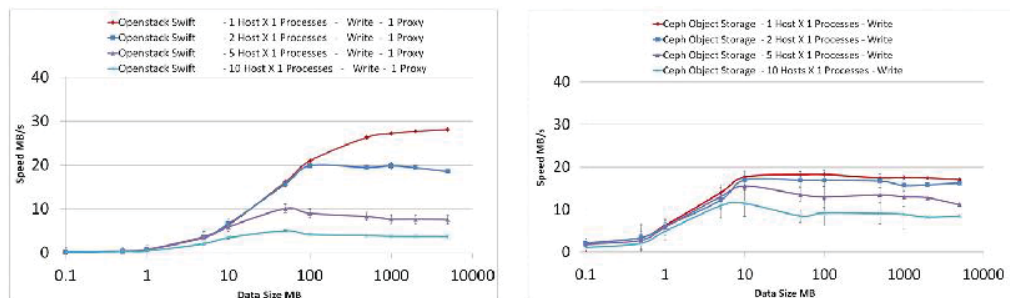 Openstack Swift - 1 Host X 1 Processes - Write - 1 Proxy
Openstack Swift - 2 Host X 1 Processes - Write - 1 Proxy
Openstack Swift - 5 Host X 1 Processes - Write - 1 Proxy
Openstack Swift - 10 Host X 1 Processes - Write - 1 Proxy
40
30
20
10
0
Speed MB/s
0.1 1 10 100 1000 10000
Data Size MB
Ceph Object Storage - 1 Host X 1 Processes - Write
Ceph Object Storage - 2 Host X 1 Processes - Write
Ceph Object Storage - 5 Host X 1 Processes - Write
Ceph Object Storage - 10 Hosts X 1 Processes - Write
40
30
20
10
0
Speed MB/s
0.1 1 10 100 1000 10000
Data Size MB